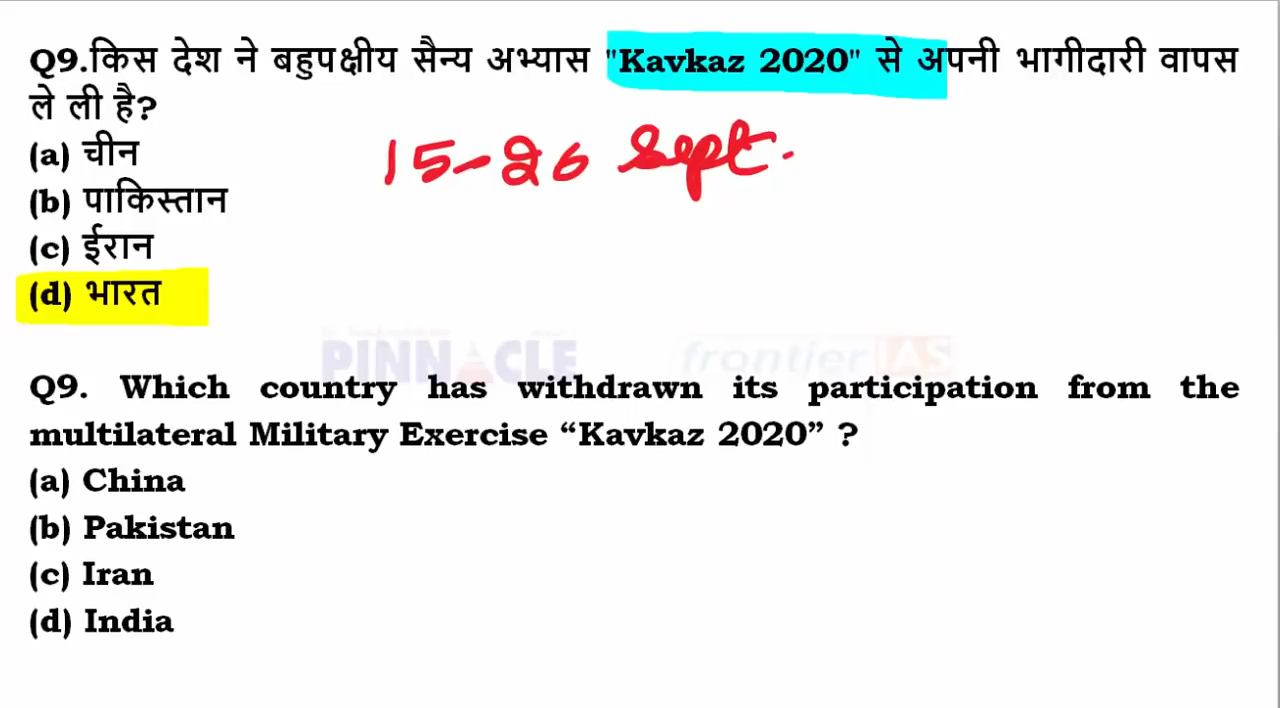 Q9.किस देश ने बहुपक्षीय सैन्य अभ्यास "Kavkaz 2020" से अपनी भागीदारी वापस
ले ली है?
(a) चीन
15-26 Sept.
(b) पाकिस्तान
(c) ईरान
(d) भारत
PINNACLE frontier IAS
Q9. Which country has withdrawn its participation from the
multilateral Military Exercise “Kavkaz 2020” ?
(a) China
(b) Pakistan
(c) Iran
(d) India